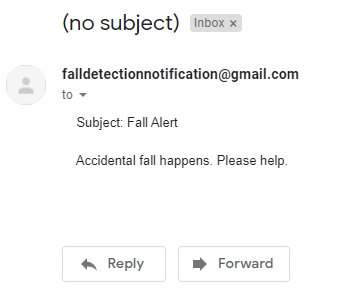 (no subject) Inbox ×
falldetectionnotification@gmail.com
to
Subject: Fall Alert
Accidental fall happens. Please help.
Reply Forward